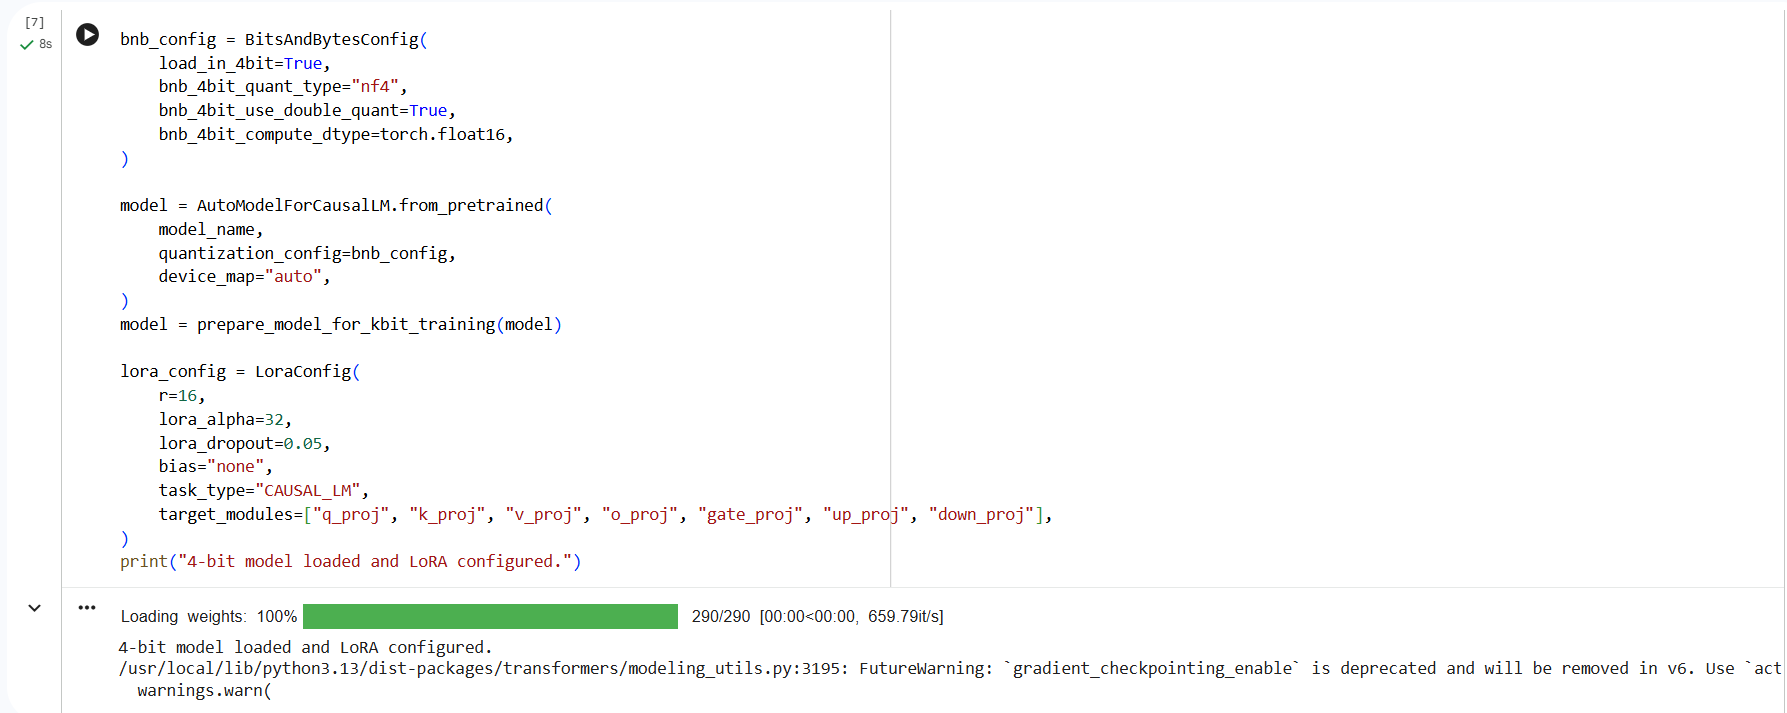 [7]
8s
bnb_config = BitsAndBytesConfig(
    load_in_4bit=True,
    bnb_4bit_quant_type="nf4",
    bnb_4bit_use_double_quant=True,
    bnb_4bit_compute_dtype=torch.float16,
)

model = AutoModelForCausalLM.from_pretrained(
    model_name,
    quantization_config=bnb_config,
    device_map="auto",
)
model = prepare_model_for_kbit_training(model)

lora_config = LoraConfig(
    r=16,
    lora_alpha=32,
    lora_dropout=0.05,
    bias="none",
    task_type="CAUSAL_LM",
    target_modules=["q_proj", "k_proj", "v_proj", "o_proj", "gate_proj", "up_proj", "down_proj"],
)
print("4-bit model loaded and LoRA configured.")
Loading weights: 100% 290/290 [00:00<00:00, 659.79it/s]
4-bit model loaded and LoRA configured.
/usr/local/lib/python3.13/dist-packages/transformers/modeling_utils.py:3195: FutureWarning: `gradient_checkpointing_enable` is deprecated and will be removed in v6. Use `act
  warnings.warn(